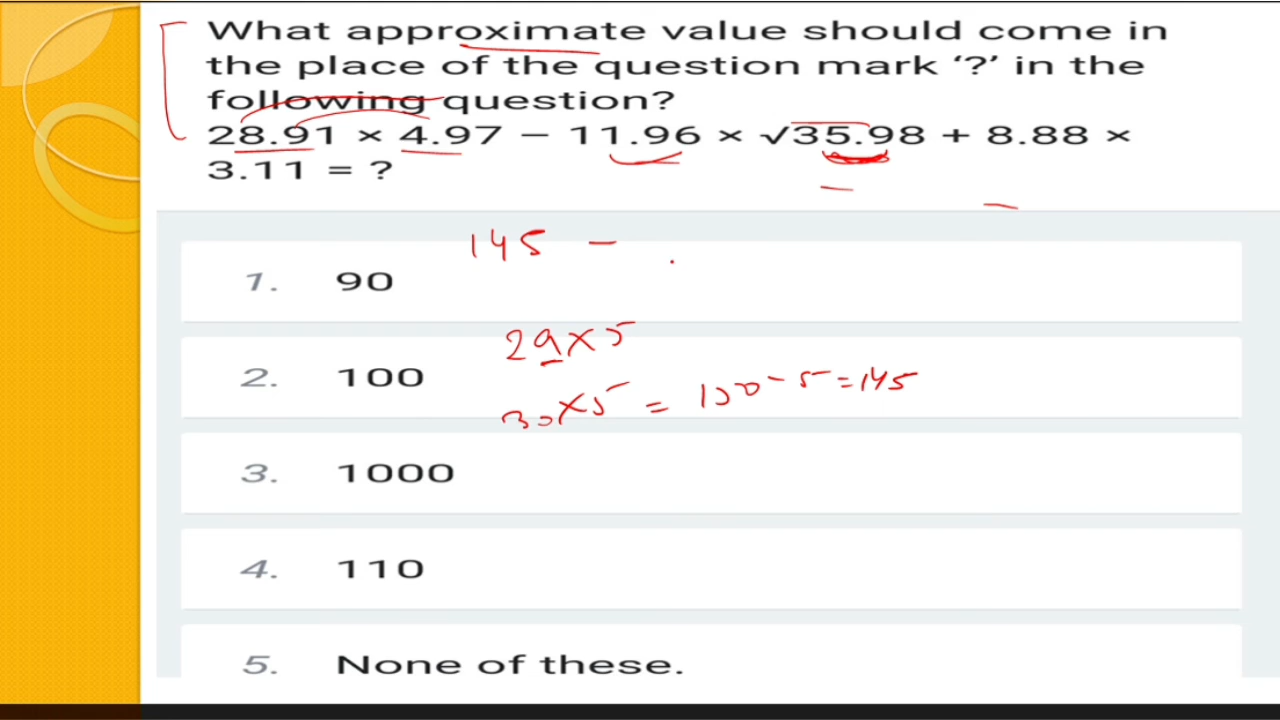 What approximate value should come in
the place of the question mark ‘?’ in the
following question?
28.91 × 4.97 – 11.96 × √35.98 + 8.88 ×
3.11 = ?
145 –
1. 90
29×5
2. 100
30×5 = 150-5=145
3. 1000
4. 110
5. None of these.